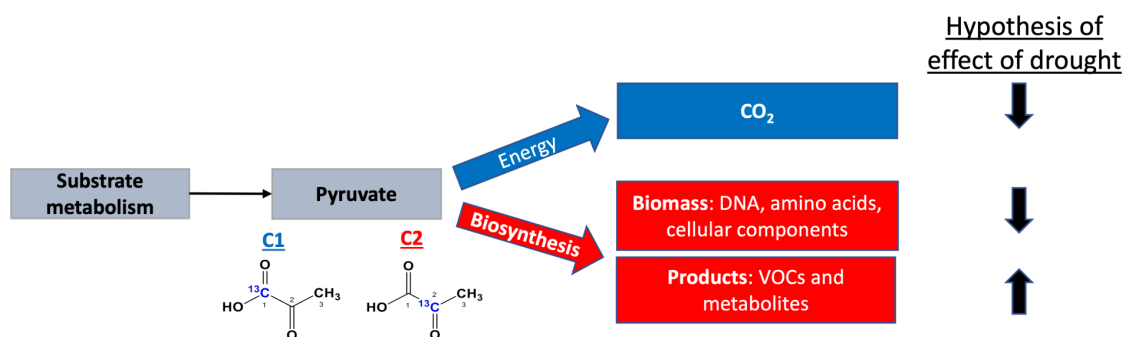 Hypothesis of
effect of drought
CO₂
Energy
Substrate
metabolism
Pyruvate
Biomass: DNA, amino acids,
cellular components
Biosynthesis
Products: VOCs and
metabolites
C1
C2
O
¹³C
HO
1
2
CH₃
3
O
O
HO
1
¹³C
2
CH₃
3
O